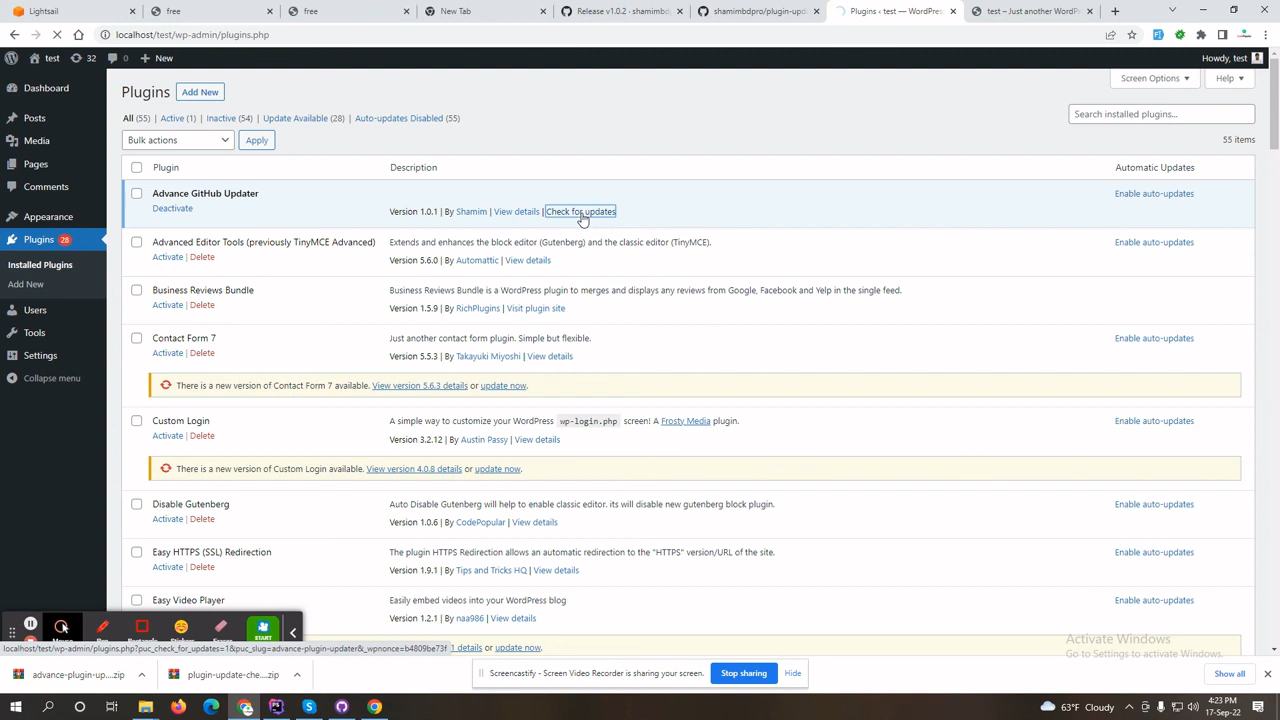 Lightsail
free
free
New Tab
Release v1.0.2 · shamimbd
shamimbdpro/plugin-upda
Plugins ‹ test — WordPres
test – Just another WordPr
localhost/test/wp-admin/plugins.php
test 32 0 New
Howdy, test
Dashboard
Posts
Media
Pages
Comments
Appearance
Plugins 28
Installed Plugins
Add New
Users
Tools
Settings
Collapse menu
Plugins Add New
Screen Options Help
All (55) | Active (1) | Inactive (54) | Update Available (28) | Auto-updates Disabled (55)
Search installed plugins...
Bulk actions Apply
55 items
Plugin Description Automatic Updates
Advance GitHub Updater Enable auto-updates
Deactivate
Version 1.0.1 | By Shamim | View details | Check for updates
Advanced Editor Tools (previously TinyMCE Advanced) Extends and enhances the block editor (Gutenberg) and the classic editor (TinyMCE). Enable auto-updates
Activate | Delete Version 5.6.0 | By Automattic | View details
Business Reviews Bundle Business Reviews Bundle is a WordPress plugin to merges and displays any reviews from Google, Facebook and Yelp in the single feed. Enable auto-updates
Activate | Delete Version 1.5.9 | By RichPlugins | Visit plugin site
Contact Form 7 Just another contact form plugin. Simple but flexible. Enable auto-updates
Activate | Delete Version 5.5.3 | By Takayuki Miyoshi | View details
There is a new version of Contact Form 7 available. View version 5.6.3 details or update now.
Custom Login A simple way to customize your WordPress wp-login.php screen! A Frosty Media plugin. Enable auto-updates
Activate | Delete Version 3.2.12 | By Austin Passy | View details
There is a new version of Custom Login available. View version 4.0.8 details or update now.
Disable Gutenberg Auto Disable Gutenberg will help to enable classic editor. its will disable new gutenberg block plugin. Enable auto-updates
Activate | Delete Version 1.0.6 | By CodePopular | View details
Easy HTTPS (SSL) Redirection The plugin HTTPS Redirection allows an automatic redirection to the "HTTPS" version/URL of the site. Enable auto-updates
Activate | Delete Version 1.9.1 | By Tips and Tricks HQ | View details
Easy Video Player Easily embed videos into your WordPress blog Enable auto-updates
Version 1.2.1 | By naa986 | View details
START
1 details or update now.
localhost/test/wp-admin/plugins.php?puc_check_for_updates=1&puc_slug=advance-plugin-updater&_wpnonce=b4809be73f
Activate Windows
Go to Settings to activate Windows.
advance-plugin-up....zip
plugin-update-che....zip
Screencastify - Screen Video Recorder is sharing your screen. Stop sharing Hide
Show all
63°F Cloudy
4:23 PM
17-Sep-22